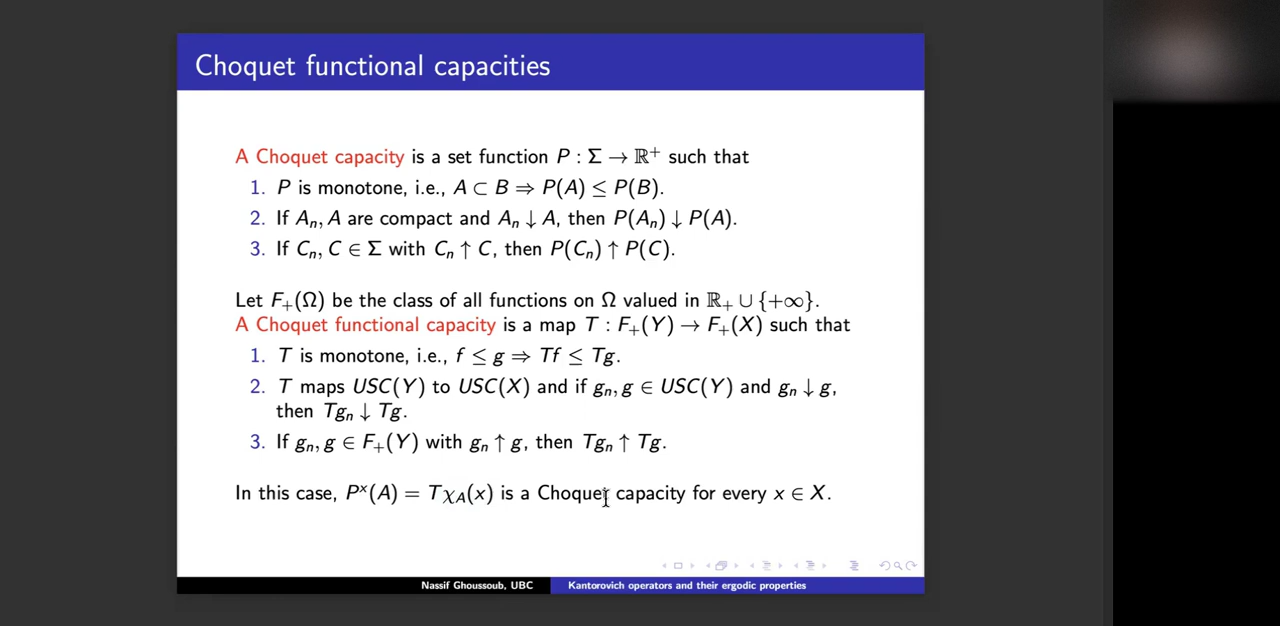 Choquet functional capacities
A Choquet capacity is a set function P : Σ → ℝ⁺ such that
1. P is monotone, i.e., A ⊂ B ⇒ P(A) ≤ P(B).
2. If Aₙ, A are compact and Aₙ ↓ A, then P(Aₙ) ↓ P(A).
3. If Cₙ, C ∈ Σ with Cₙ ↑ C, then P(Cₙ) ↑ P(C).
Let F₊(Ω) be the class of all functions on Ω valued in ℝ₊ ∪ {+∞}.
A Choquet functional capacity is a map T : F₊(Y) → F₊(X) such that
1. T is monotone, i.e., f ≤ g ⇒ Tf ≤ Tg.
2. T maps USC(Y) to USC(X) and if gₙ, g ∈ USC(Y) and gₙ ↓ g,
then Tgₙ ↓ Tg.
3. If gₙ, g ∈ F₊(Y) with gₙ ↑ g, then Tgₙ ↑ Tg.
In this case, Pˣ(A) = Tχ_A(x) is a Choquet capacity for every x ∈ X.
Nassif Ghoussoub, UBC Kantorovich operators and their ergodic properties